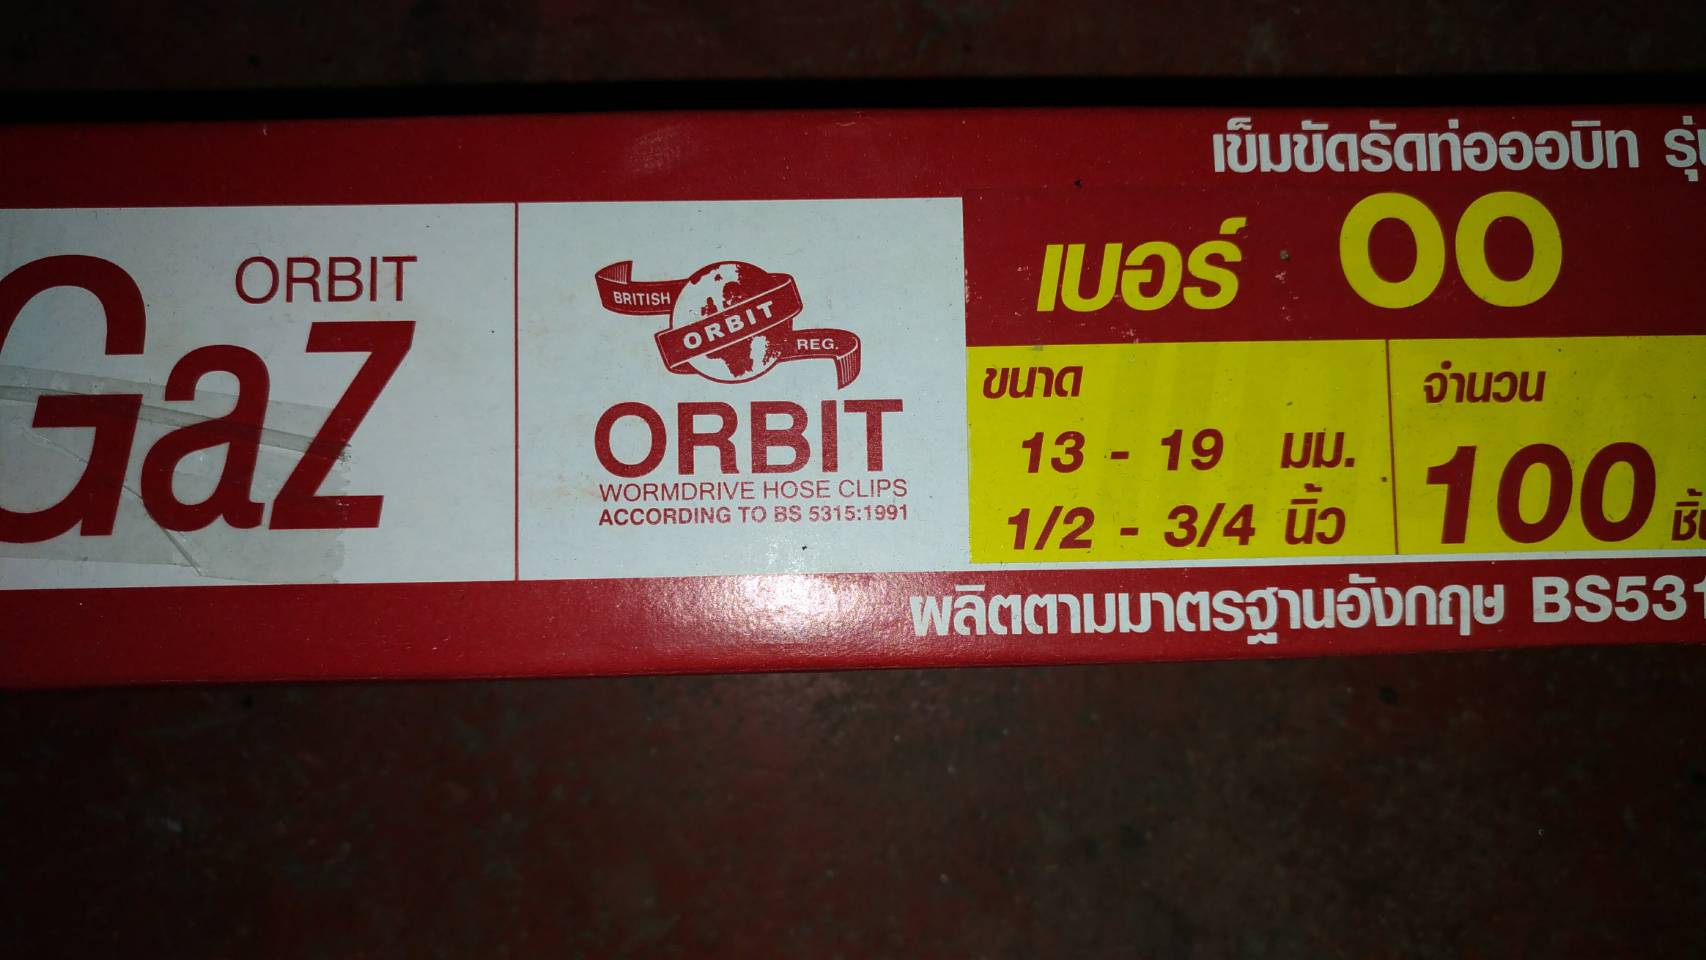 เข็มขัดรัดท่อออบิท
เบอร์ 00
ORBIT
GaZ
BRITISH
ORBIT
REG.
ORBIT
WORMDRIVE HOSE CLIPS
ACCORDING TO BS 5315:1991
ขนาด
13 - 19 มม.
1/2 - 3/4 นิ้ว
จำนวน
100
ผลิตตามมาตรฐานอังกฤษ BS531